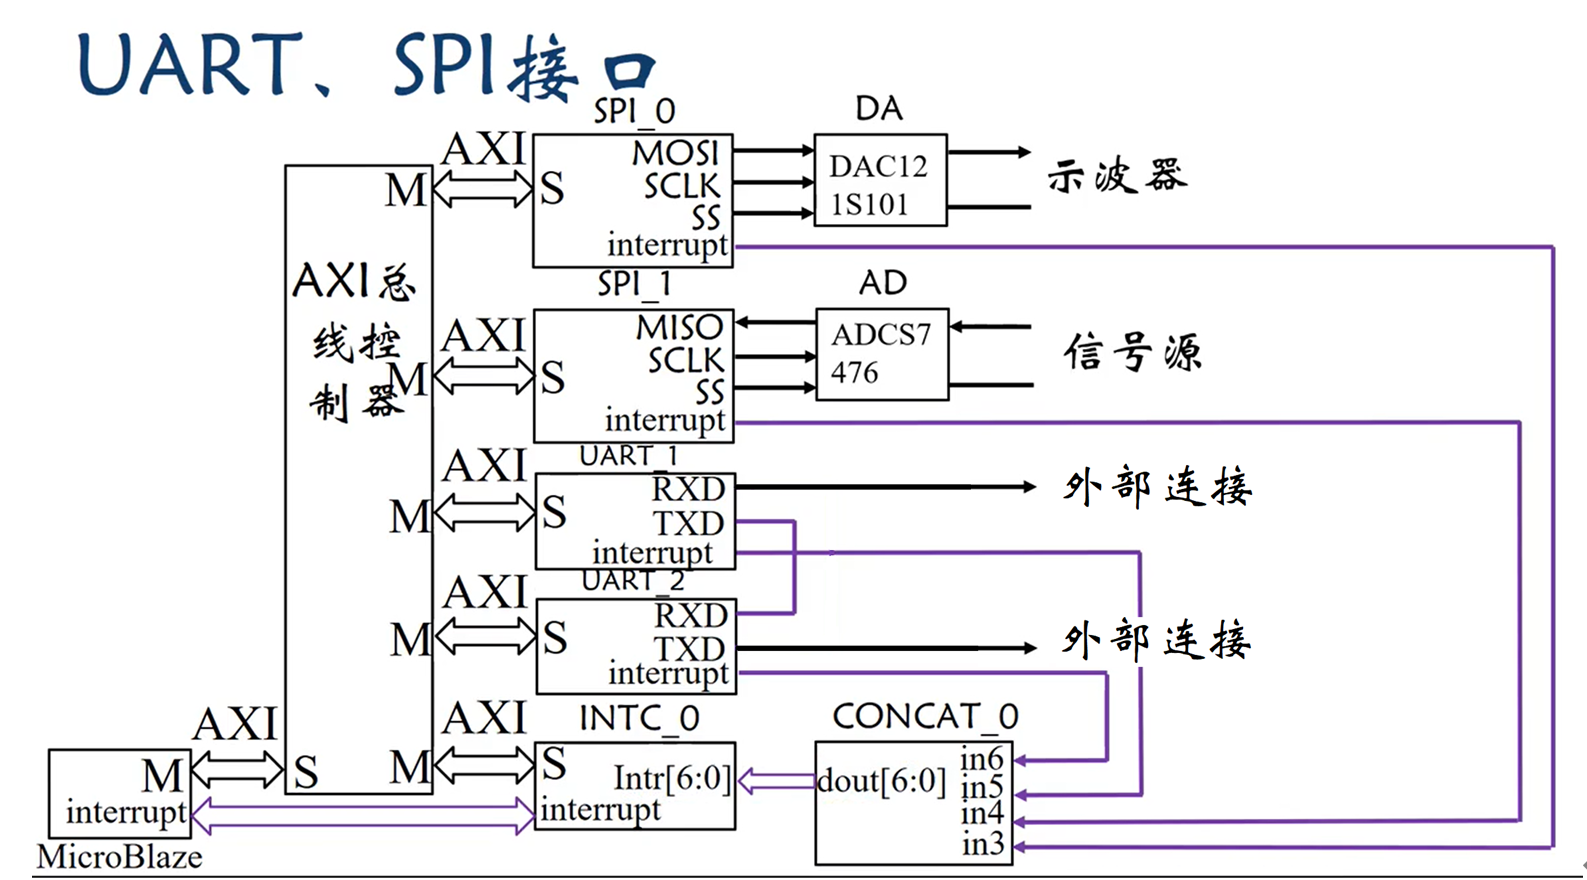 UART、SPI接口
SPI_0
DA
AXI
M
S
MOSI
SCLK
SS
interrupt
DAC12
1S101
示波器
AXI总
线控
制器
SPI_1
AD
AXI
M
S
MISO
SCLK
SS
interrupt
ADCS7
476
信号源
UART_1
AXI
M
S
RXD
TXD
interrupt
外部连接
UART_2
AXI
M
S
RXD
TXD
interrupt
外部连接
INTC_0
CONCAT_0
AXI
AXI
M
interrupt
MicroBlaze
S
M
S
Intr[6:0]
interrupt
dout[6:0]
in6
in5
in4
in3